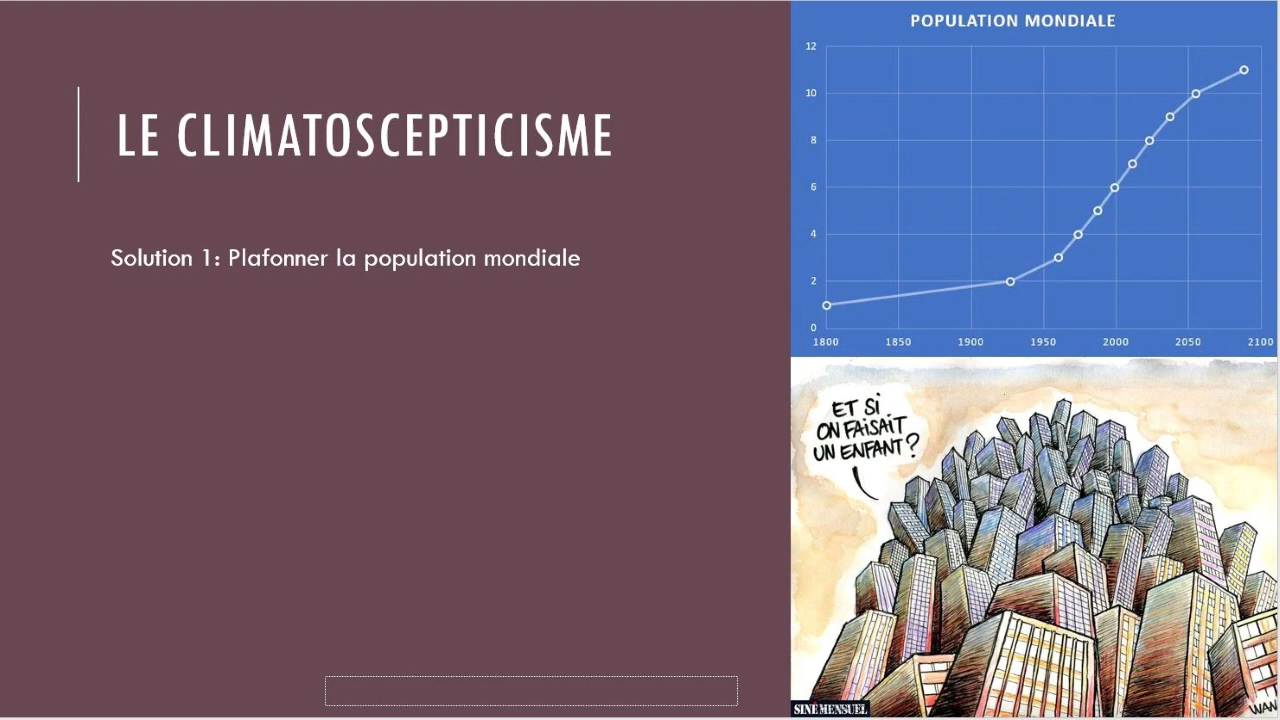 LE CLIMATOSCEPTICISME
Solution 1: Plafonner la population mondiale
POPULATION MONDIALE
12
10
8
6
4
2
0
1800 1850 1900 1950 2000 2050 2100
ET SI
ON FAISAIT
UN ENFANT?
SINÉ MENSUEL
WAN